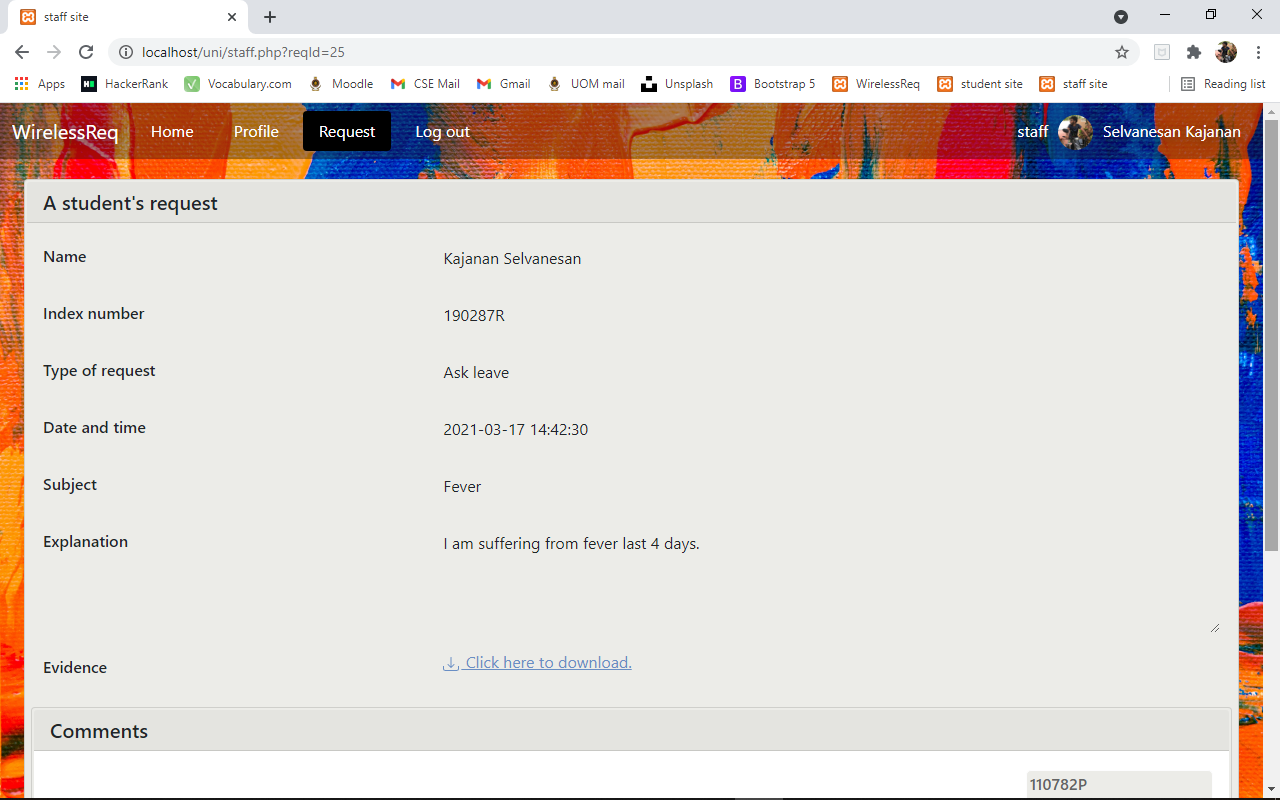 staff site
localhost/uni/staff.php?reqId=25
Apps HackerRank Vocabulary.com Moodle CSE Mail Gmail UOM mail Unsplash B Bootstrap 5 WirelessReq student site staff site Reading list
WirelessReq Home Profile Request Log out staff Selvanesan Kajanan
A student's request
Name Kajanan Selvanesan
Index number 190287R
Type of request Ask leave
Date and time 2021-03-17 14:42:30
Subject Fever
Explanation I am suffering from fever last 4 days.
Evidence Click here to download.
Comments
110782P